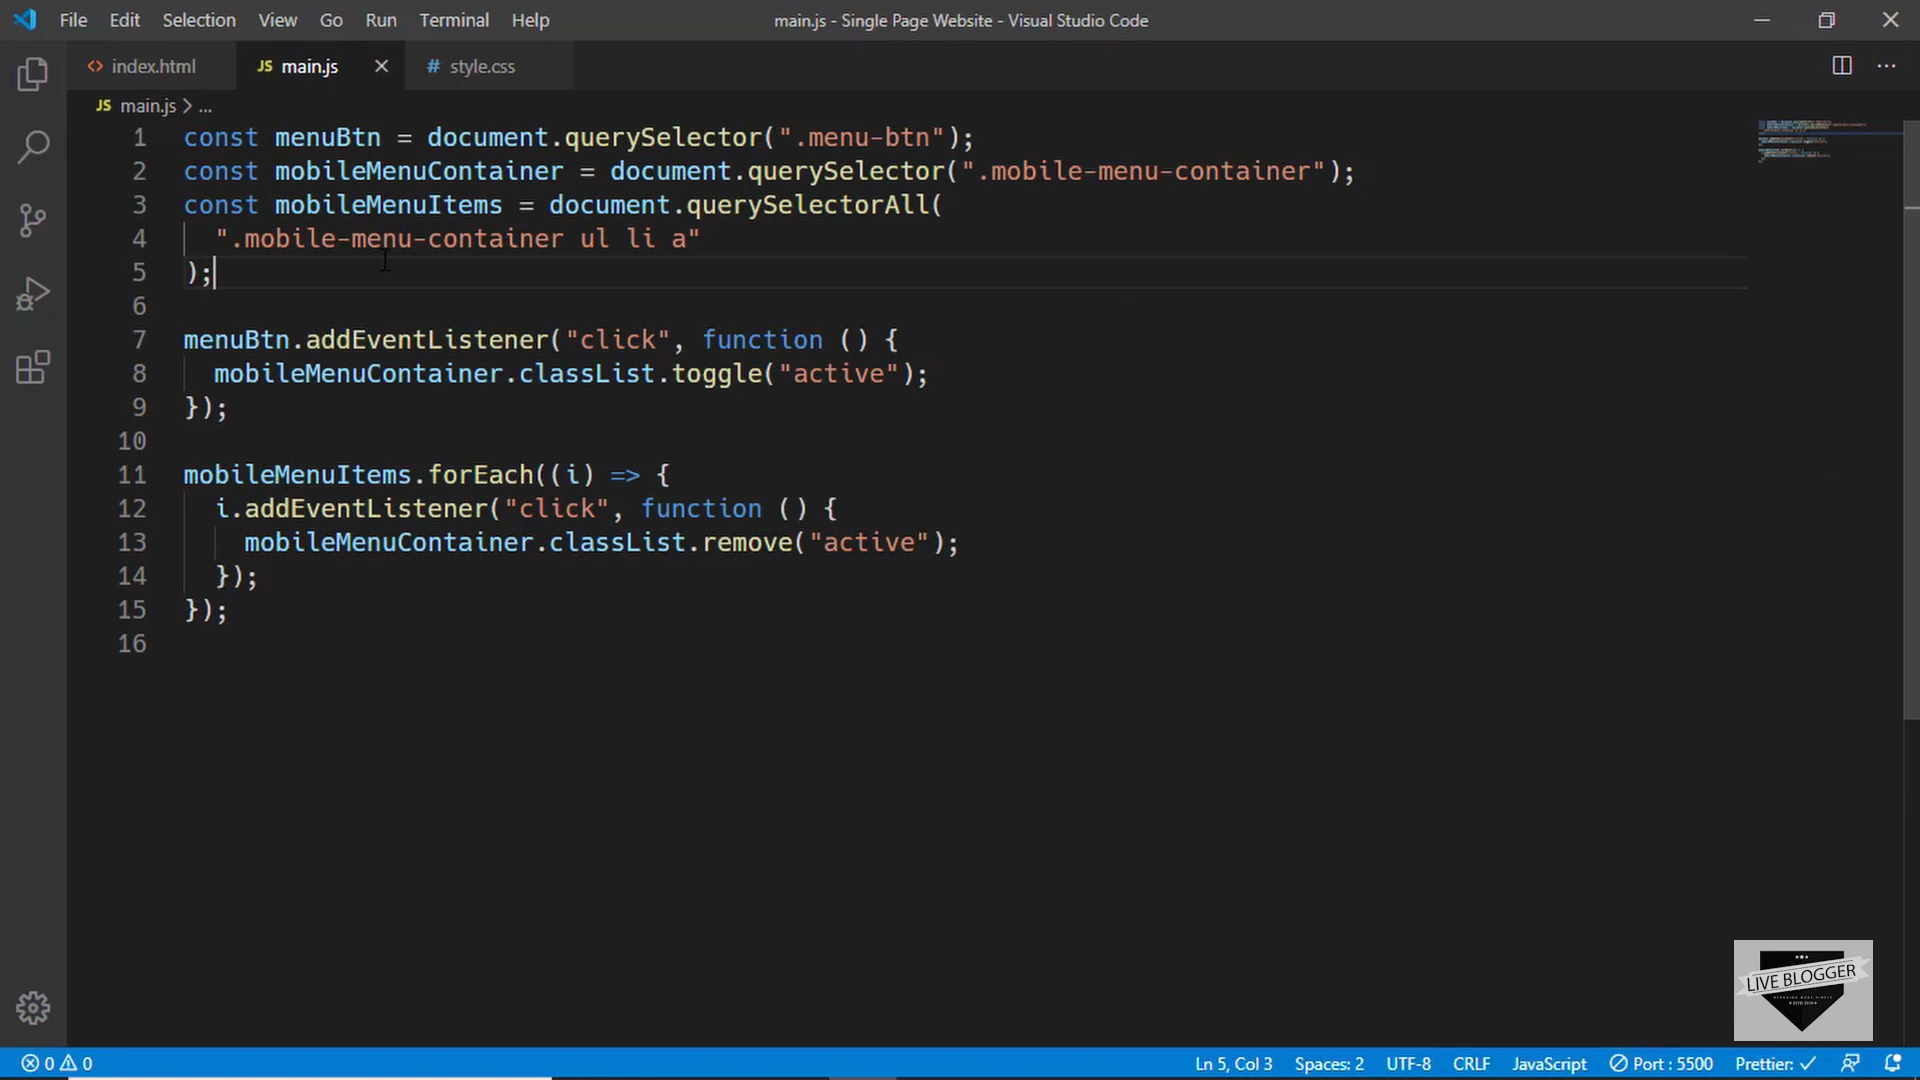 File Edit Selection View Go Run Terminal Help main.js - Single Page Website - Visual Studio Code
<> index.html JS main.js # style.css
JS main.js > ...
1 const menuBtn = document.querySelector(".menu-btn");
2 const mobileMenuContainer = document.querySelector(".mobile-menu-container");
3 const mobileMenuItems = document.querySelectorAll(
4 ".mobile-menu-container ul li a"
5 );
6
7 menuBtn.addEventListener("click", function () {
8 mobileMenuContainer.classList.toggle("active");
9 });
10
11 mobileMenuItems.forEach((i) => {
12 i.addEventListener("click", function () {
13 mobileMenuContainer.classList.remove("active");
14 });
15 });
16
LIVE BLOGGER
0 0 Ln 5, Col 3 Spaces: 2 UTF-8 CRLF JavaScript Port : 5500 Prettier: ✓